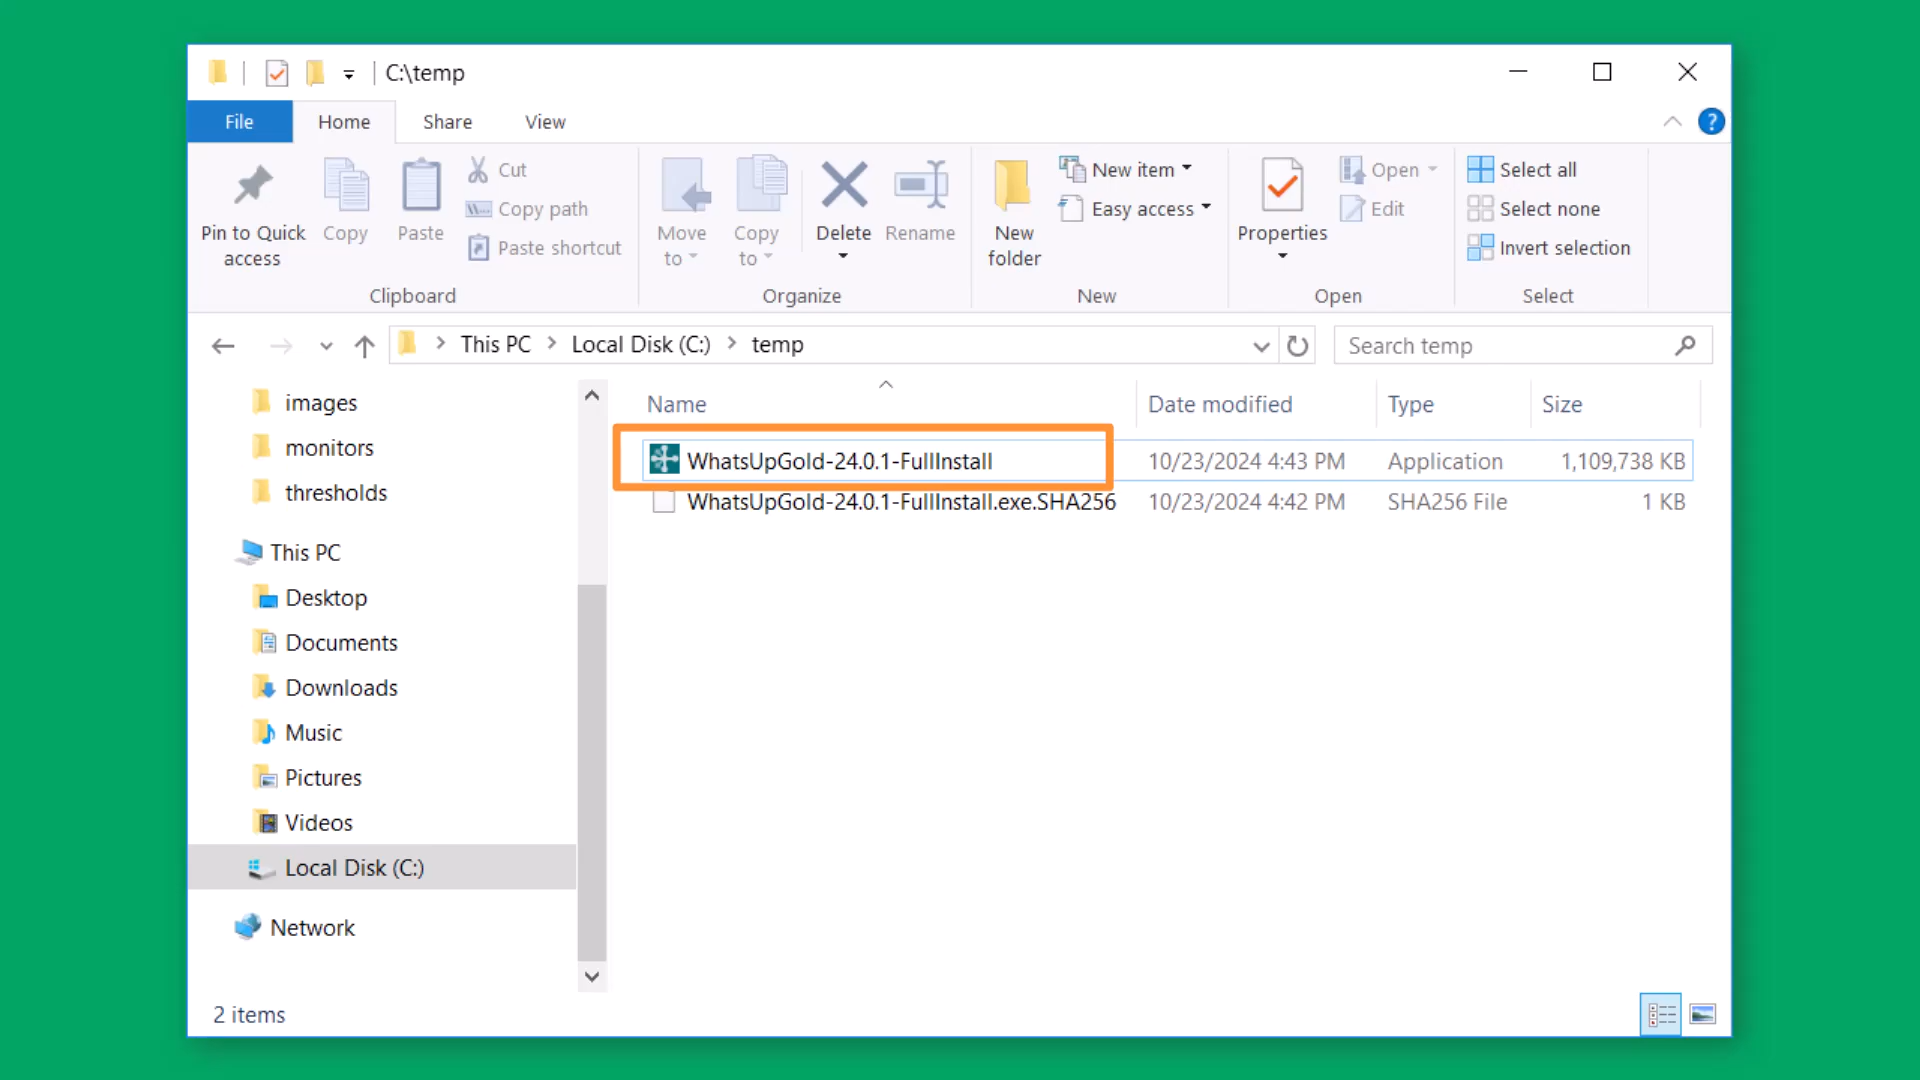 C:\temp
File Home Share View
?
Pin to Quick access
Copy
Paste
Cut
Copy path
Paste shortcut
Clipboard
Move to
Copy to
Delete
Rename
Organize
New folder
New item
Easy access
New
Properties
Open
Edit
Open
Select all
Select none
Invert selection
Select
This PC > Local Disk (C:) > temp
Search temp
images
monitors
thresholds
This PC
Desktop
Documents
Downloads
Music
Pictures
Videos
Local Disk (C:)
Network
Name Date modified Type Size
WhatsUpGold-24.0.1-FullInstall 10/23/2024 4:43 PM Application 1,109,738 KB
WhatsUpGold-24.0.1-FullInstall.exe.SHA256 10/23/2024 4:42 PM SHA256 File 1 KB
2 items